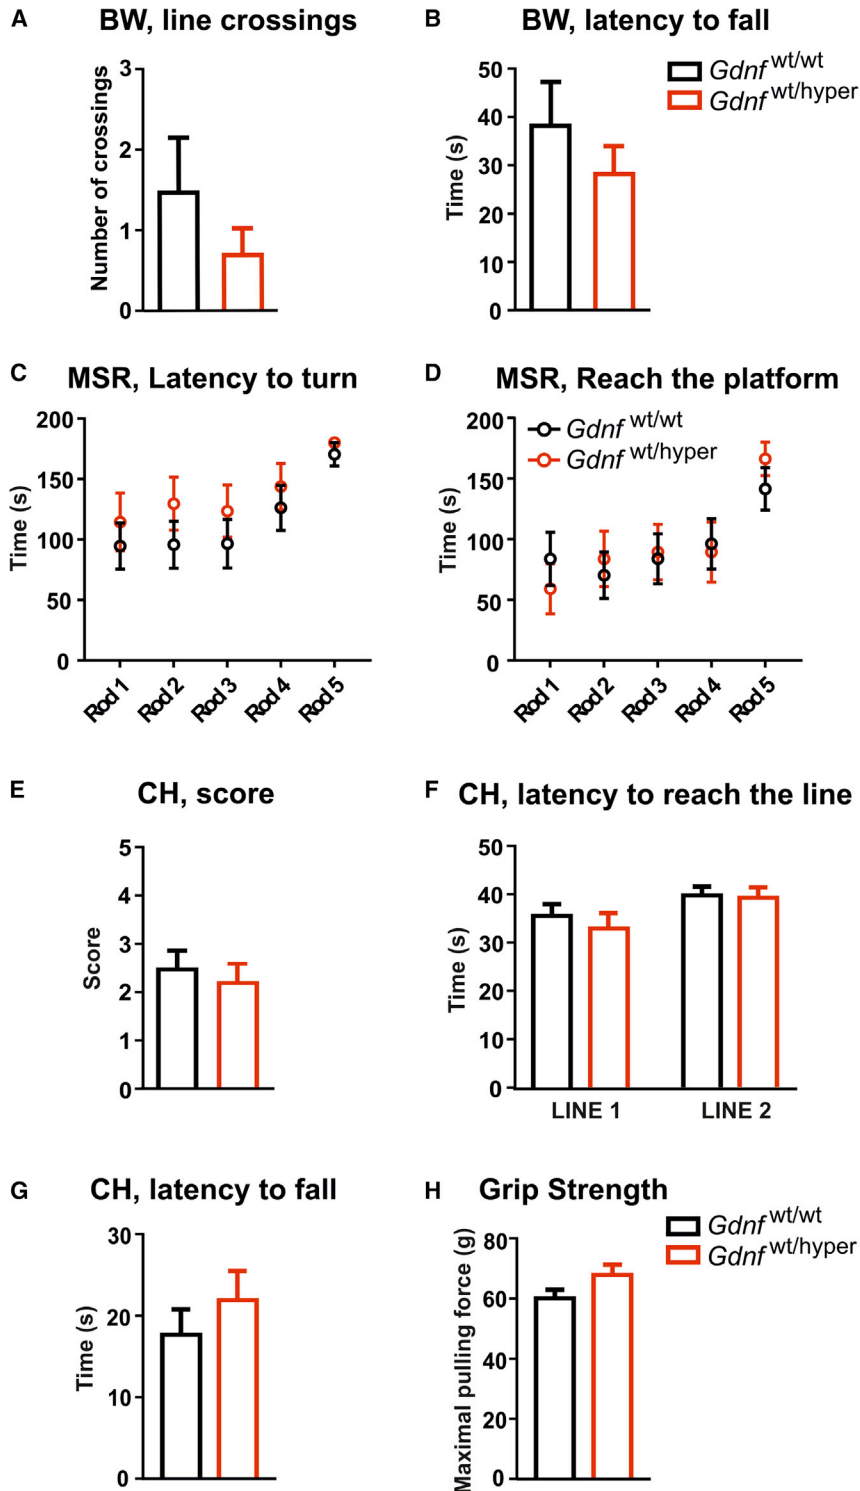 A BW, line crossings
Number of crossings
3
2
1
0
B BW, latency to fall
Time (s)
50
40
30
20
10
0
Gdnf wt/wt
Gdnf wt/hyper
C MSR, Latency to turn
Time (s)
200
150
100
50
0
Rod 1 Rod 2 Rod 3 Rod 4 Rod 5
D MSR, Reach the platform
Time (s)
200
150
100
50
0
Gdnf wt/wt
Gdnf wt/hyper
Rod 1 Rod 2 Rod 3 Rod 4 Rod 5
E CH, score
Score
5
4
3
2
1
0
F CH, latency to reach the line
Time (s)
50
40
30
20
10
0
LINE 1 LINE 2
G CH, latency to fall
Time (s)
30
20
10
0
H Grip Strength
Maximal pulling force (g)
80
60
40
20
0
Gdnf wt/wt
Gdnf wt/hyper